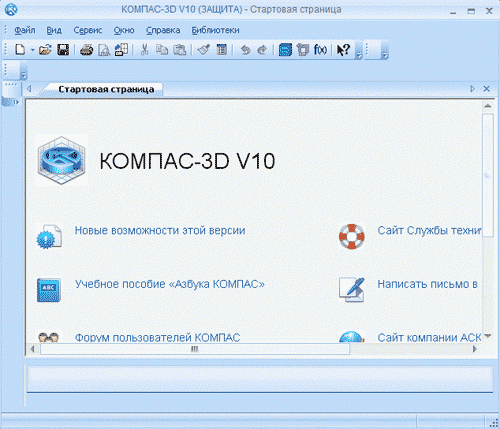 КОМПАС-3D V10 (ЗАЩИТА) - Стартовая страница
Файл Вид Сервис Окно Справка Библиотеки
f(x)
Стартовая страница
КОМПАС-3D V10
Новые возможности этой версии
Сайт Службы техни
ABC
Учебное пособие «Азбука КОМПАС»
Написать письмо в
Форум пользователей КОМПАС
Сайт компании АСК